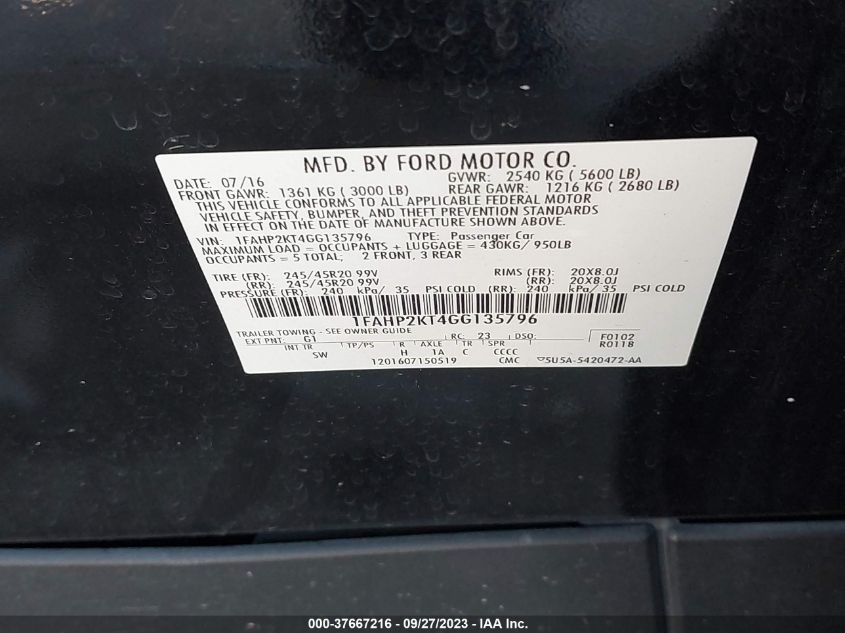 MFD. BY FORD MOTOR CO.
DATE: 07/16 GVWR: 2540 KG ( 5600 LB)
FRONT GAWR: 1361 KG ( 3000 LB) REAR GAWR: 1216 KG ( 2680 LB)
THIS VEHICLE CONFORMS TO ALL APPLICABLE FEDERAL MOTOR
VEHICLE SAFETY, BUMPER, AND THEFT PREVENTION STANDARDS
IN EFFECT ON THE DATE OF MANUFACTURE SHOWN ABOVE.
VIN: 1FAHP2KT4GG135796 TYPE: Passenger Car
MAXIMUM LOAD = OCCUPANTS + LUGGAGE = 430KG/ 950LB
OCCUPANTS = 5 TOTAL; 2 FRONT, 3 REAR
TIRE (FR): 245/45R20 99V RIMS (FR): 20X8.0J
(RR): 245/45R20 99V (RR): 20X8.0J
PRESSURE (FR): 240 kPa/ 35 PSI COLD (RR): 240 kPa/ 35 PSI COLD
1FAHP2KT4GG135796
TRAILER TOWING - SEE OWNER GUIDE
EXT PNT: G1 RC: 23 DSO: F0102
INT TR TP/PS R AXLE TR SPR R0118
SW H 1A C CCCC
1201607150519 CMC 5U5A-5420472-AA
000-37667216 - 09/27/2023 - IAA Inc.